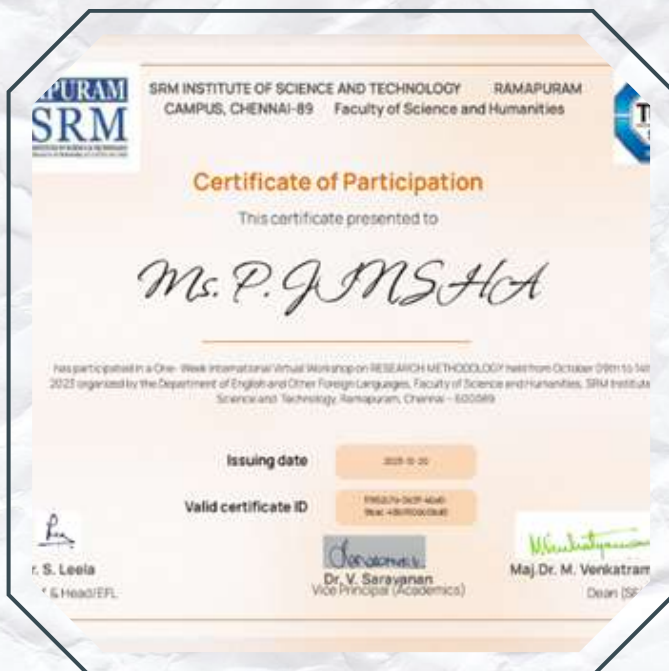 PURAM
SRM
SRM INSTITUTE OF SCIENCE AND TECHNOLOGY RAMAPURAM
CAMPUS, CHENNAI-89 Faculty of Science and Humanities
Certificate of Participation
This certificate presented to
Ms. P. JINSHA
has participated in a One- Week International Virtual Workshop on RESEARCH METHODOLOGY held from October 09th to 14
2023 organized by the Department of English and Other Foreign Languages, Faculty of Science and Humanities, SRM Institute
Science and Technology, Ramapuram, Chennai - 600089
Issuing date
Valid certificate ID
r. S. Leela
& Head/EFL
Dr. V. Saravanan
Vice Principal (Academics)
Maj.Dr. M. Venkatram
Dean